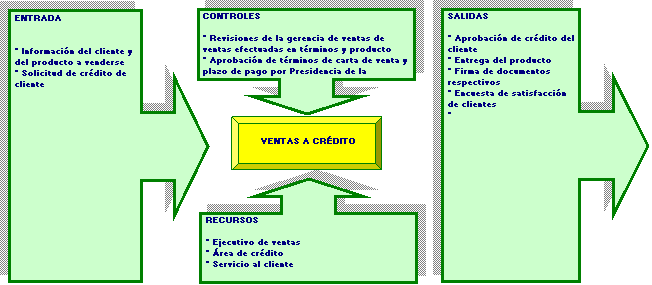 ENTRADA
* Información del cliente y
del producto a venderse
* Solicitud de crédito de
cliente
CONTROLES
* Revisiones de la gerencia de ventas de
ventas efectuadas en términos y producto
* Aprobación de términos de carta de venta y
plazo de pago por Presidencia de la
VENTAS A CRÉDITO
RECURSOS
* Ejecutivo de ventas
* Área de crédito
* Servicio al cliente
SALIDAS
* Aprobación de crédito del
cliente
* Entrega del producto
* Firma de documentos
respectivos
* Encuesta de satisfacción
de clientes
*